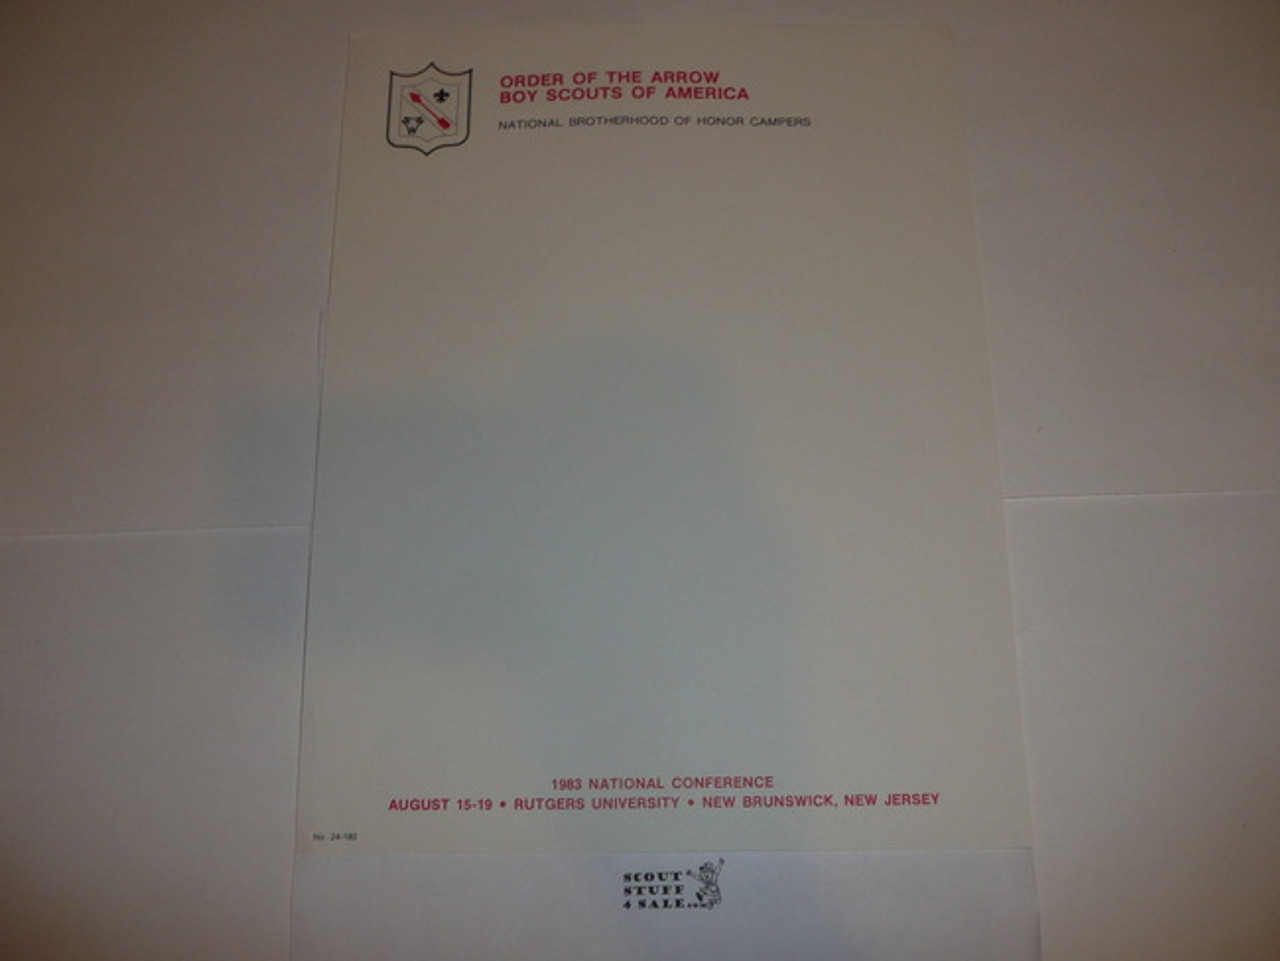 ORDER OF THE ARROW
BOY SCOUTS OF AMERICA
NATIONAL BROTHERHOOD OF HONOR CAMPERS
W
1983 NATIONAL CONFERENCE
AUGUST 15-19 • RUTGERS UNIVERSITY • NEW BRUNSWICK, NEW JERSEY
No. 24-180
SCOUT
STUFF
4 SALE.com